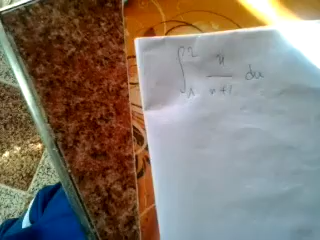 ∫₁² x/(x+1) dx